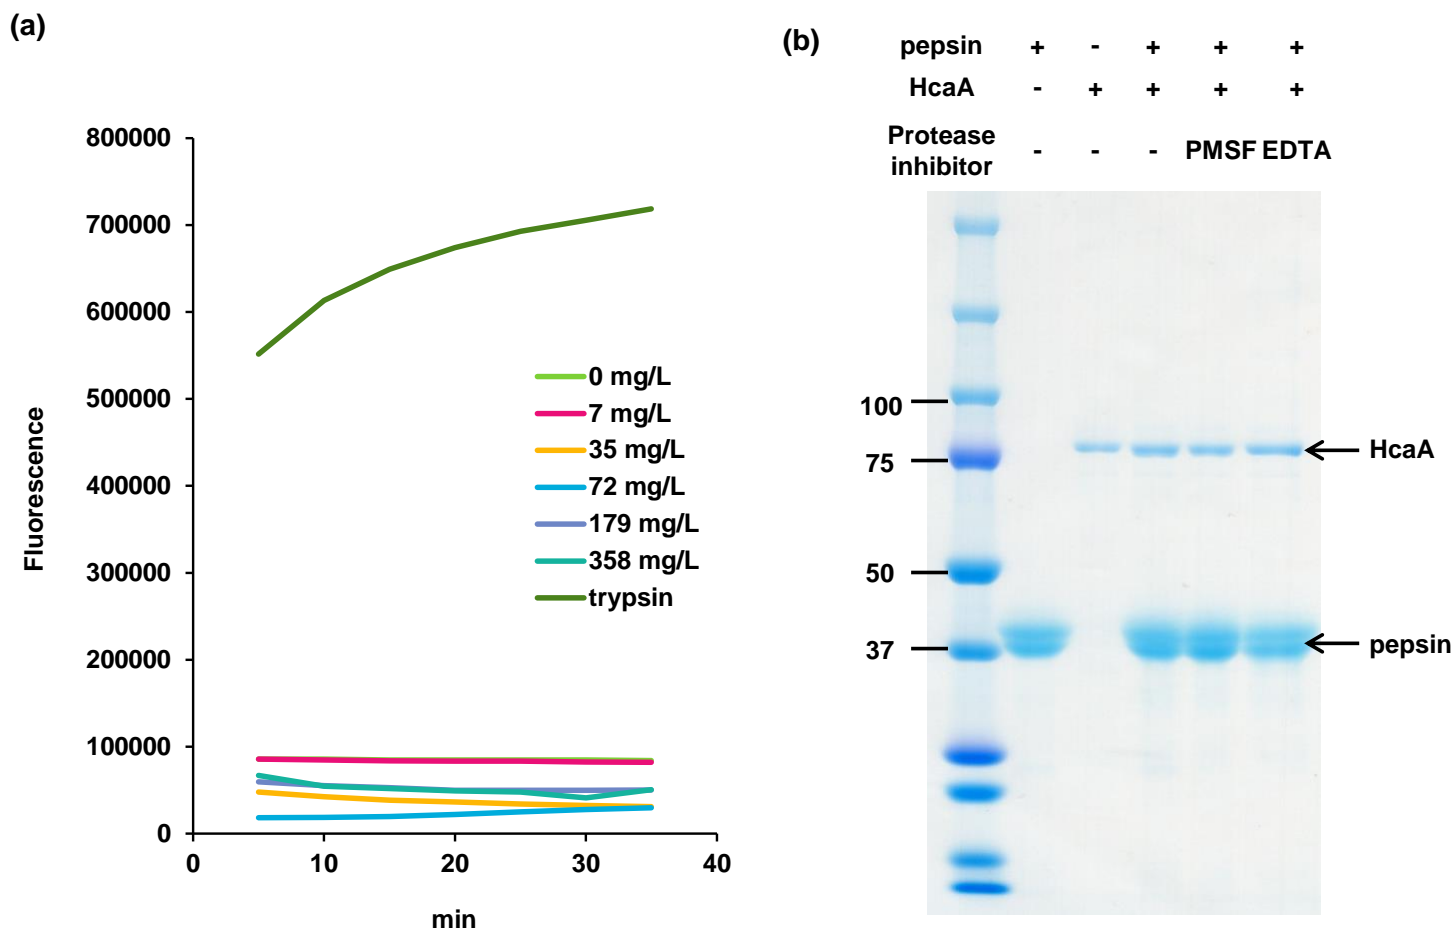 (a)
800000
700000
600000
500000
400000
300000
200000
100000
0
0 10 20 30 40
Fluorescence
min
0 mg/L
7 mg/L
35 mg/L
72 mg/L
179 mg/L
358 mg/L
trypsin
(b)
pepsin + - + + +
HcaA - + + + +
Protease
inhibitor - - - PMSF EDTA
100
75
50
37
HcaA
pepsin